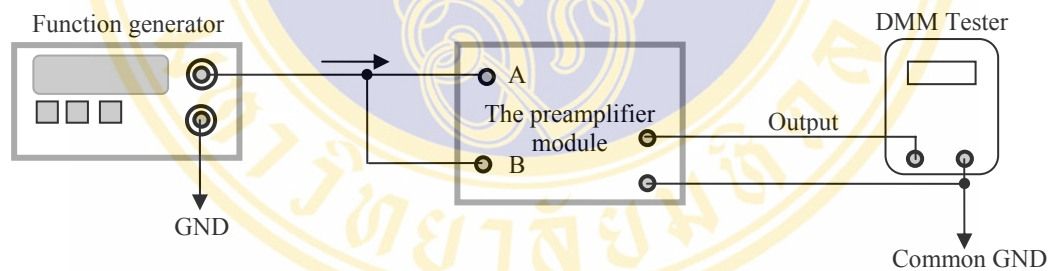 Function generator
DMM Tester
A
The preamplifier
module
Output
B
GND
Common GND